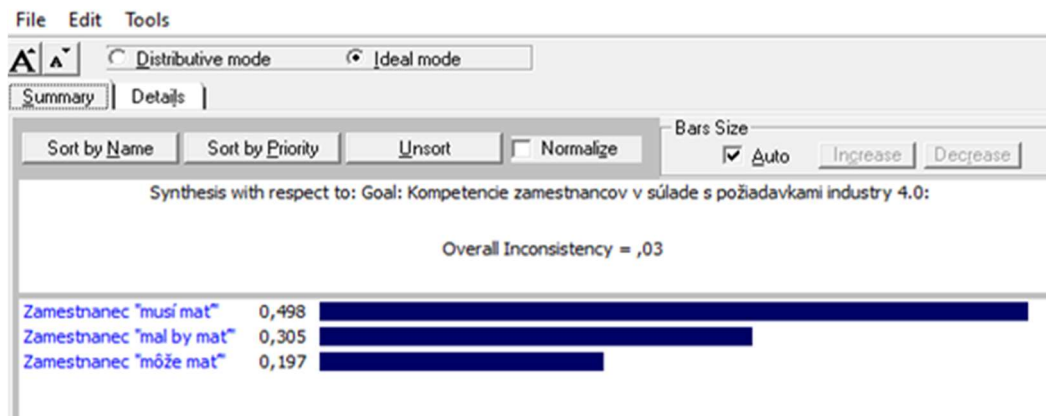 File Edit Tools
A A Distributive mode Ideal mode
Summary Details
Sort by Name Sort by Priority Unsort Normalize Bars Size Auto Increase Decrease
Synthesis with respect to: Goal: Kompetencie zamestnancov v súlade s požiadavkami industry 4.0:
Overall Inconsistency = ,03
Zamestnanec "musí mať" 0,498
Zamestnanec "mal by mať" 0,305
Zamestnanec "môže mať" 0,197